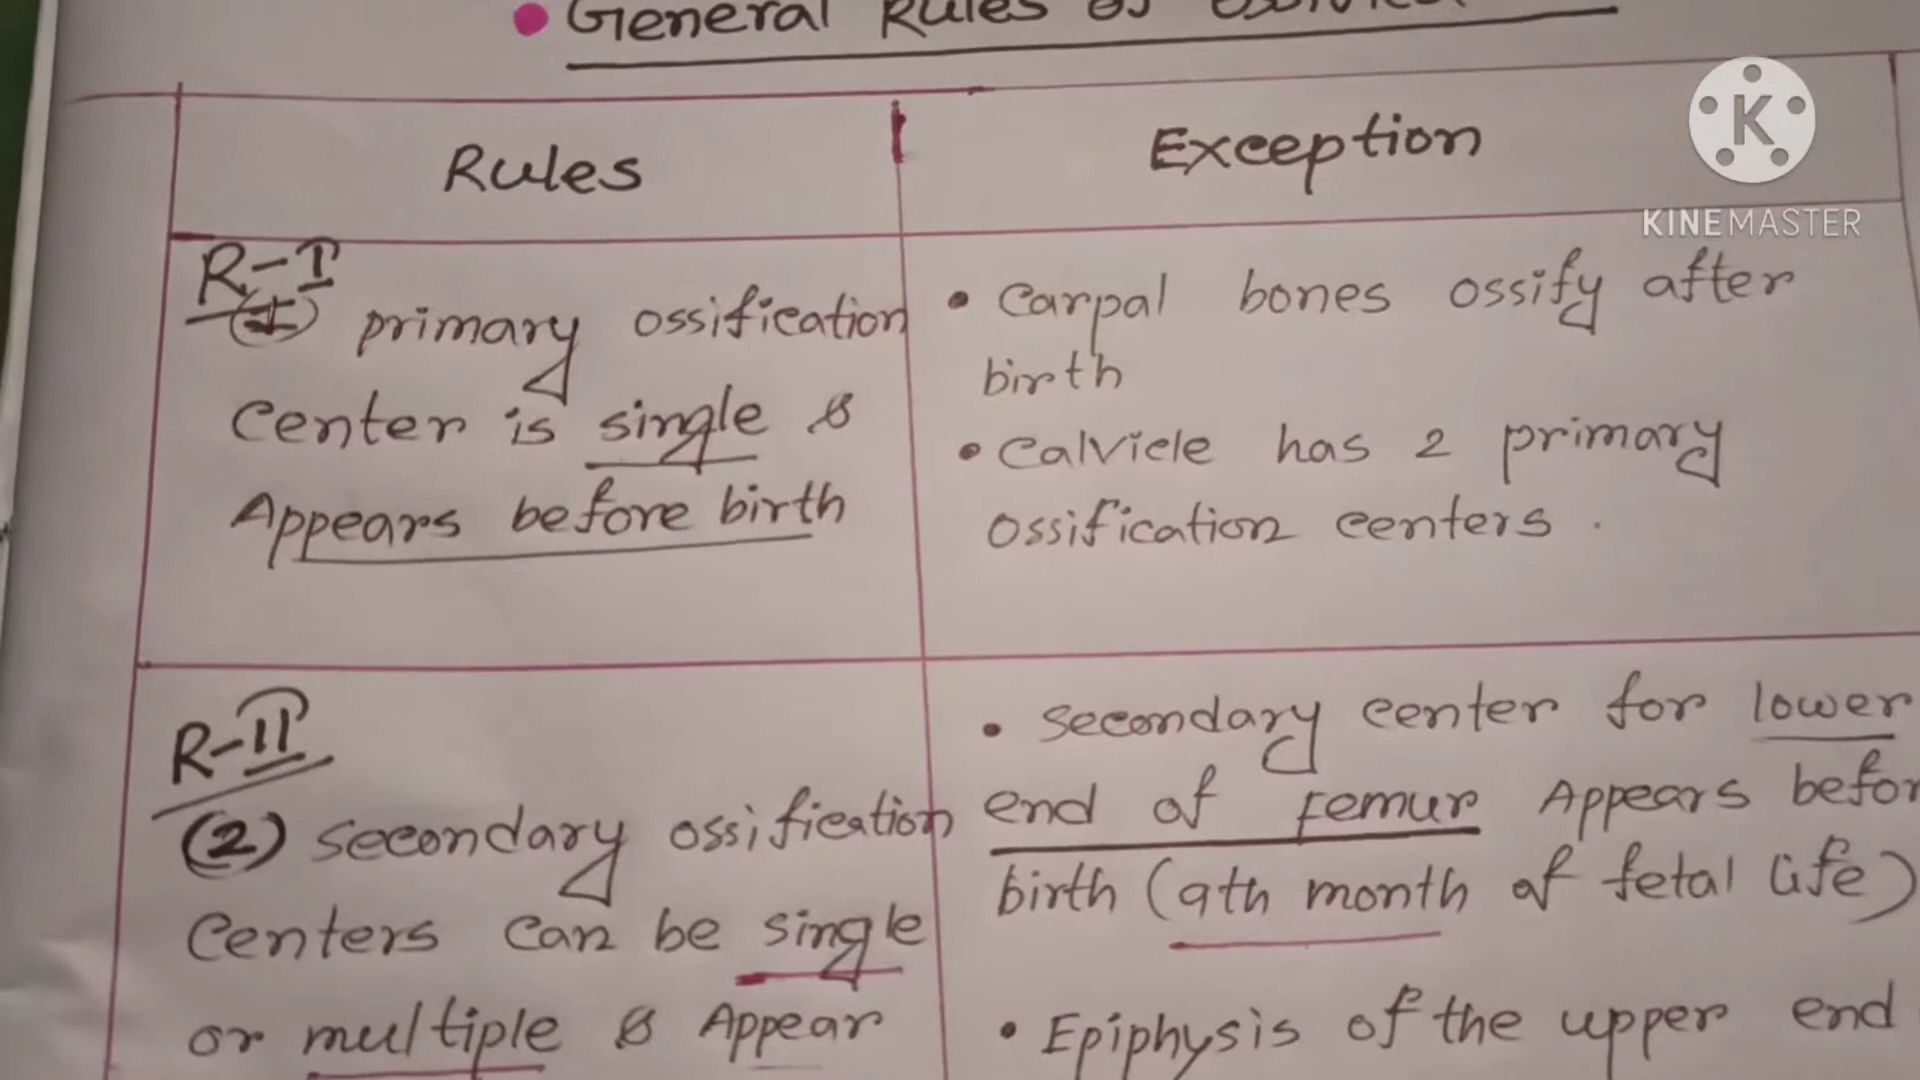 General Rules of
Rules
Exception
K
KINEMASTER
R-I
(1) primary ossification
center is single &
Appears before birth
• Carpal bones ossify after
birth
• Calvicle has 2 primary
ossification centers.
R-II
(2) Secondary ossification
Centers can be single
or multiple & Appear
• Secondary center for lower
end of Femur Appears befor
birth (9th month of fetal life)
• Epiphysis of the upper end